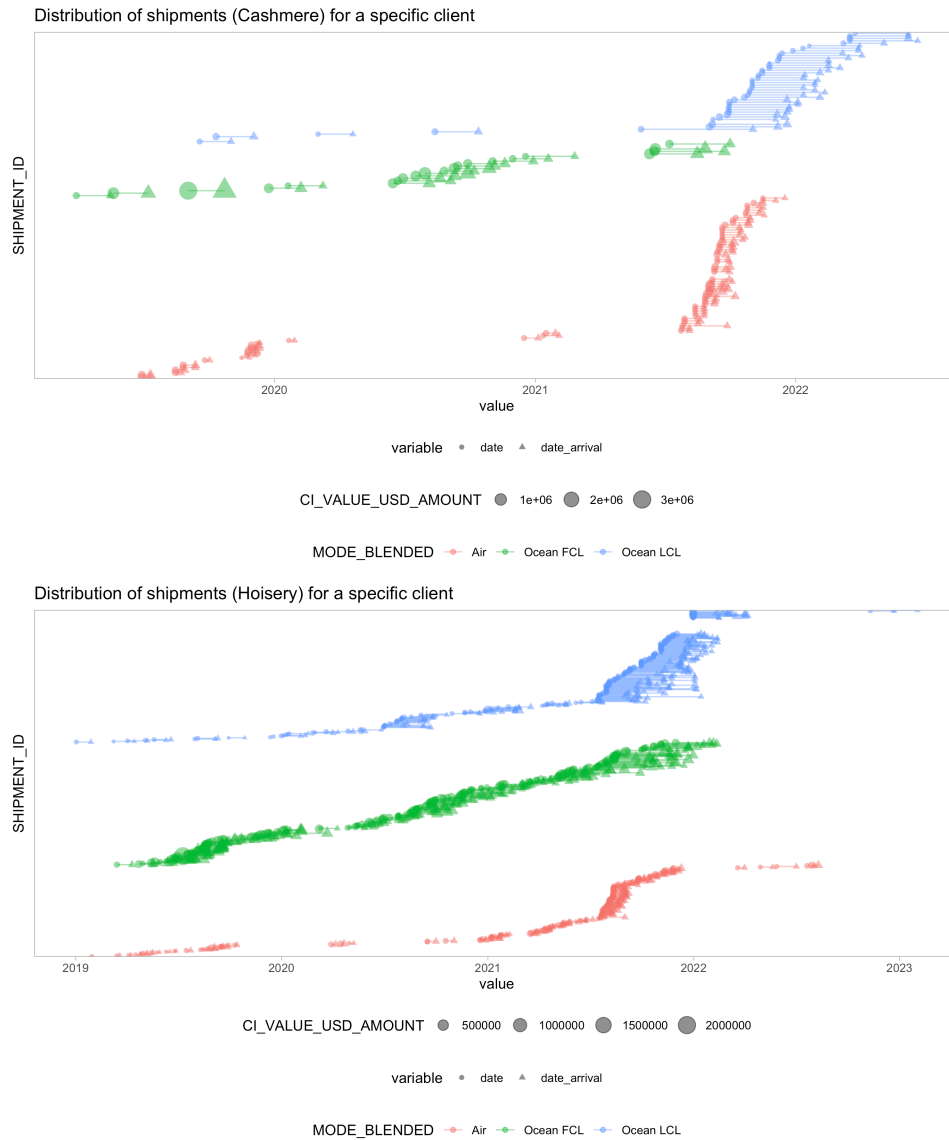 Distribution of shipments (Cashmere) for a specific client
SHIPMENT_ID
2020 2021 2022
value
variable date date_arrival
CI_VALUE_USD_AMOUNT 1e+06 2e+06 3e+06
MODE_BLENDED Air Ocean FCL Ocean LCL
Distribution of shipments (Hoisery) for a specific client
SHIPMENT_ID
2019 2020 2021 2022 2023
value
CI_VALUE_USD_AMOUNT 500000 1000000 1500000 2000000
variable date date_arrival
MODE_BLENDED Air Ocean FCL Ocean LCL